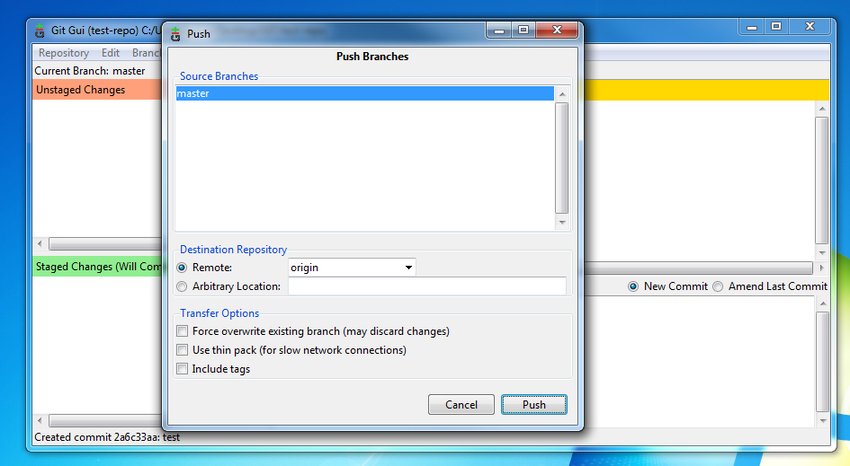 Git Gui (test-repo) C:/U
Push
Repository Edit Branch
Push Branches
Current Branch: master
Source Branches
Unstaged Changes
master
Destination Repository
Staged Changes (Will Com
Remote: origin
Arbitrary Location:
New Commit Amend Last Commit
Transfer Options
Force overwrite existing branch (may discard changes)
Use thin pack (for slow network connections)
Include tags
Cancel Push
Created commit 2a6c33aa: test